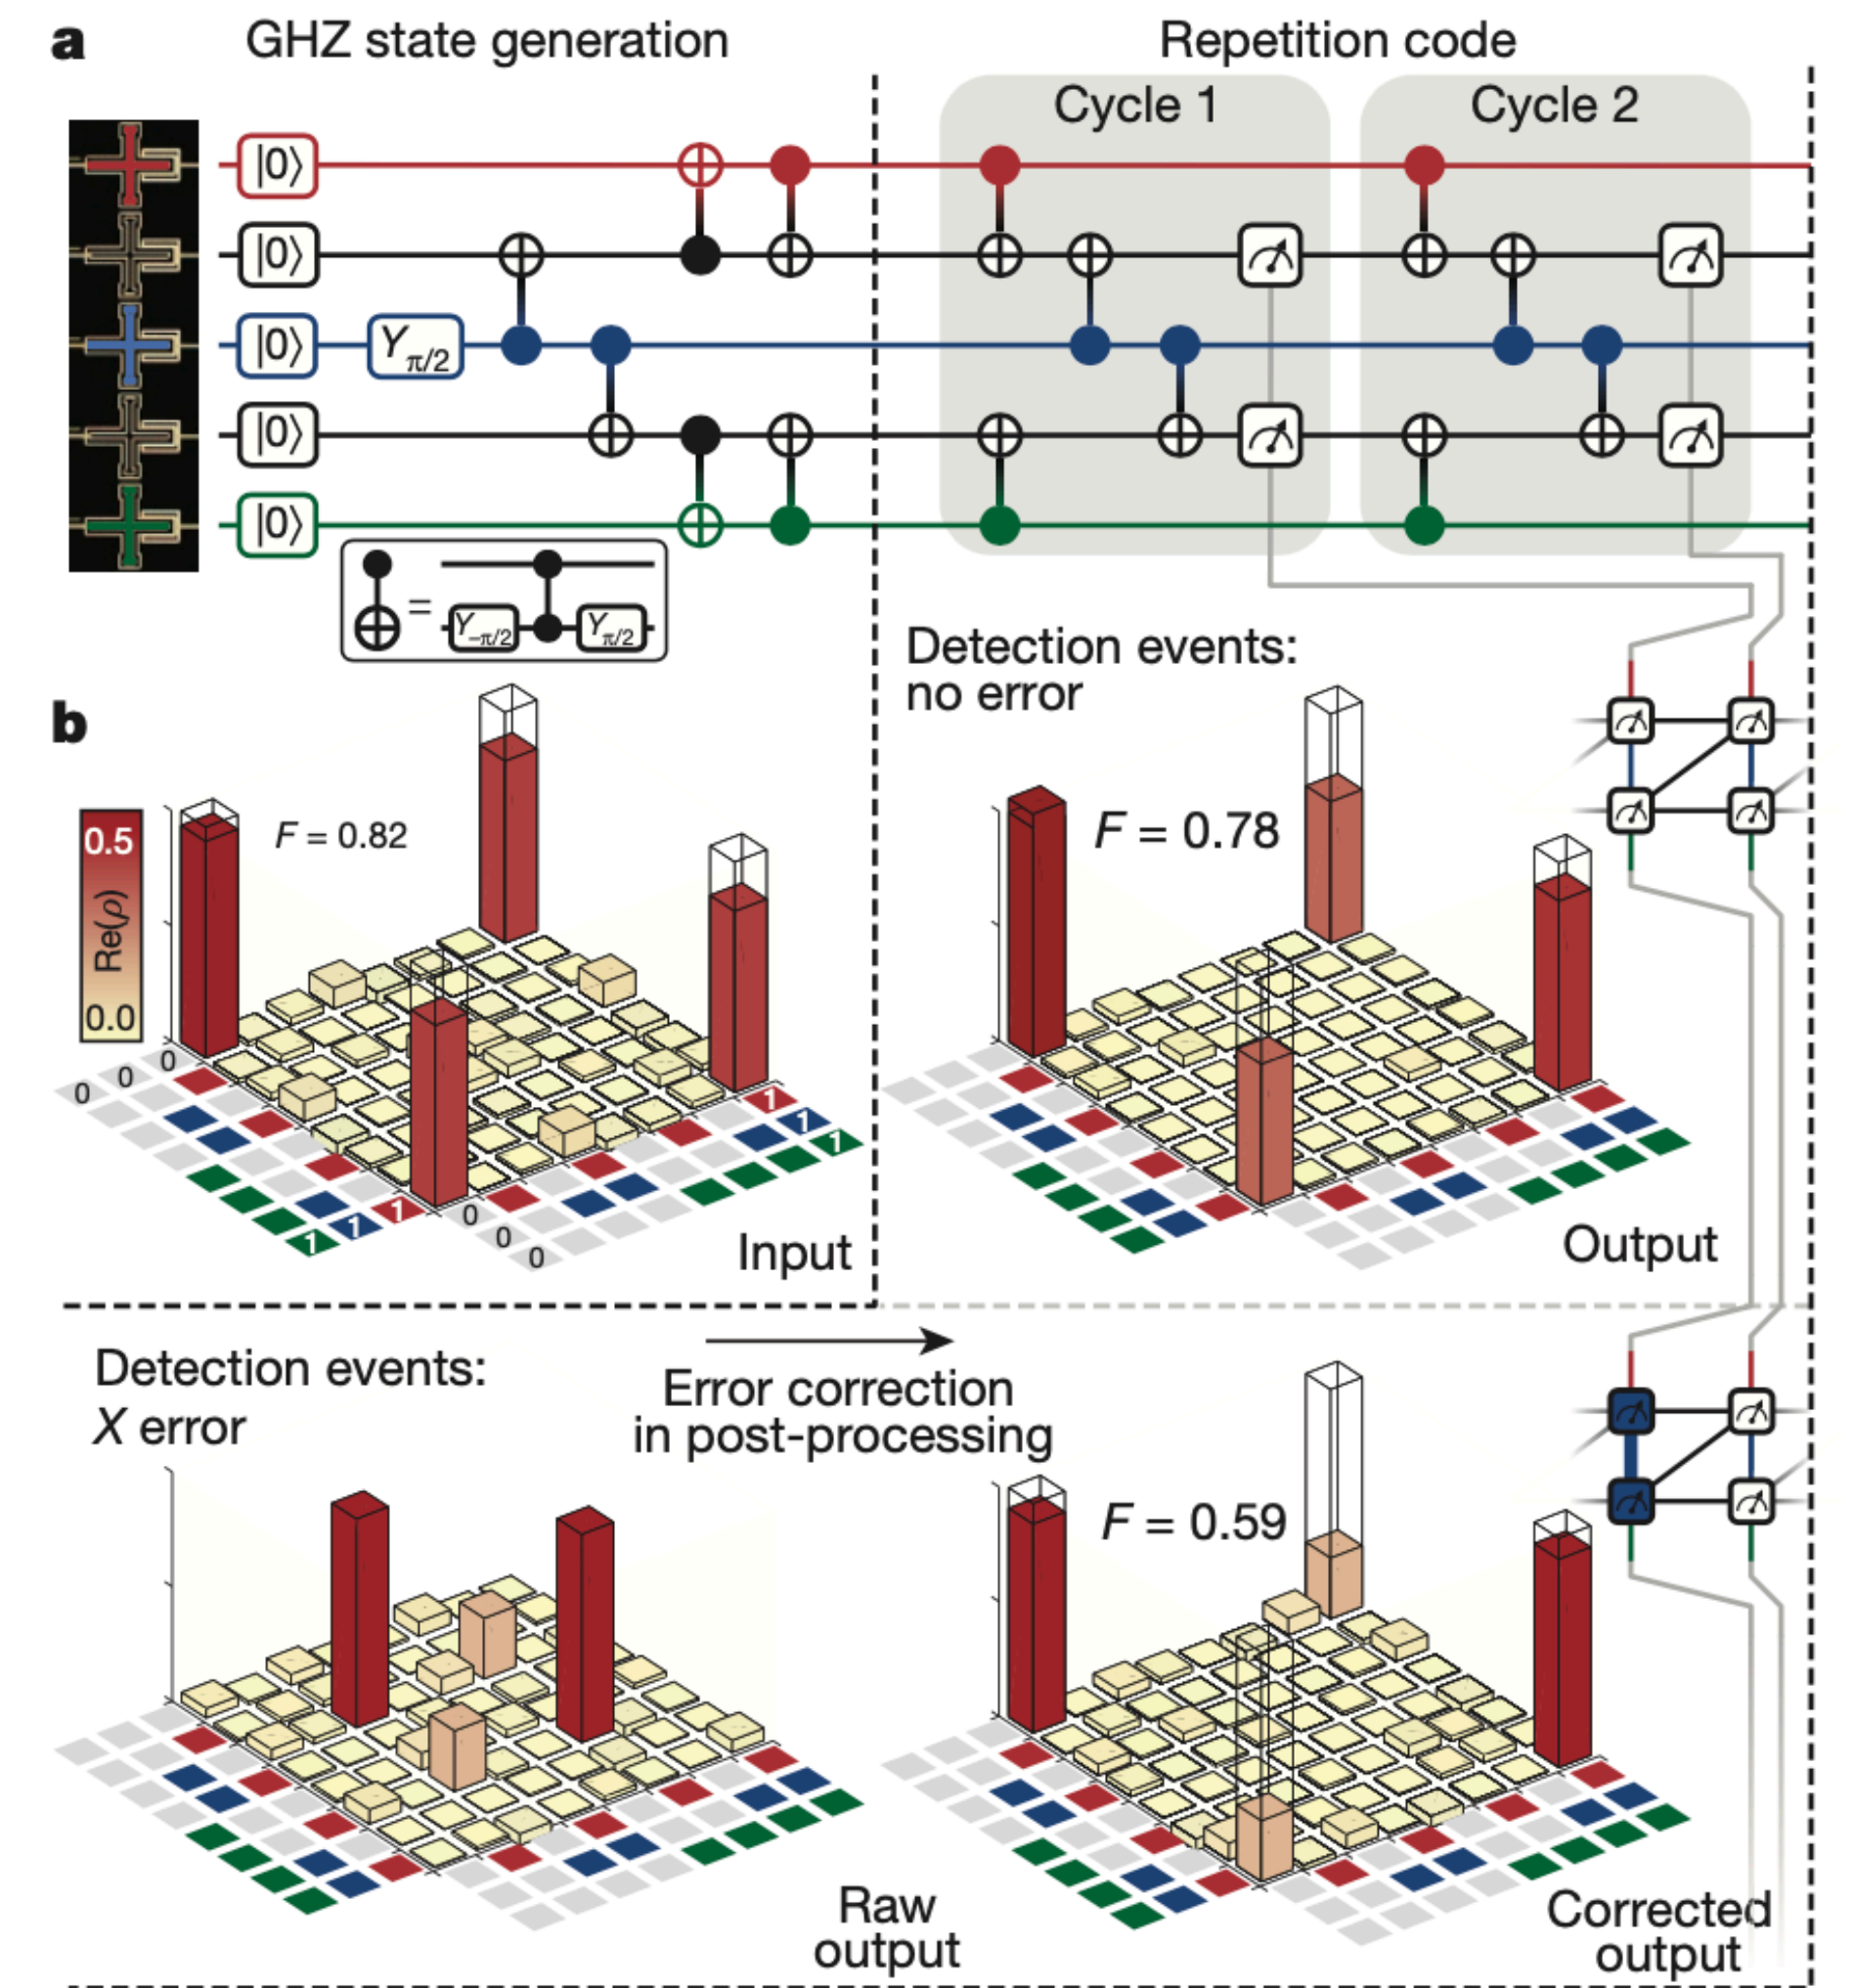 a
GHZ state generation
Repetition code
Cycle 1
Cycle 2
|0⟩
|0⟩
|0⟩
Yπ/2
|0⟩
|0⟩
=
Y−π/2
Yπ/2
Detection events:
no error
b
0.5
Re(ρ)
0.0
F = 0.82
F = 0.78
0
0
0
1
1
1
1
1
1
0
0
0
Input
Output
Detection events:
X error
Error correction
in post-processing
F = 0.59
Raw
output
Corrected
output